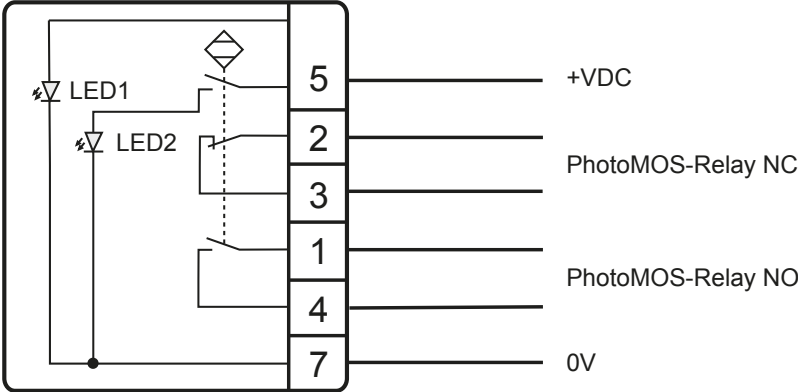 LED1
LED2
5 +VDC
2
PhotoMOS-Relay NC
3
1
PhotoMOS-Relay NO
4
7 0V